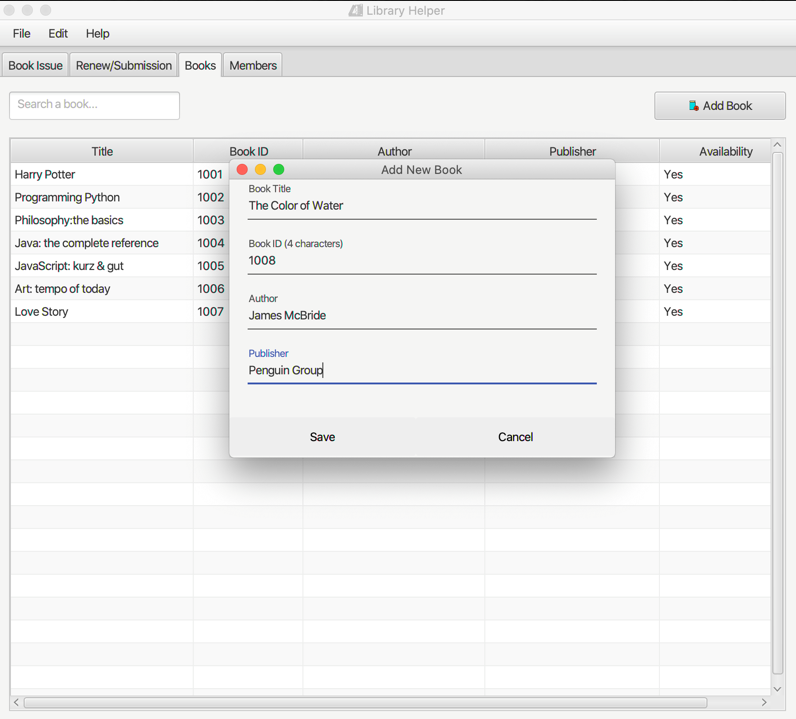 Library Helper
File Edit Help
Book Issue Renew/Submission Books Members
Search a book... Add Book
Title Book ID Author Publisher Availability
Add New Book
Harry Potter 1001 Yes
Programming Python 1002 Yes
Philosophy:the basics 1003 Yes
Java: the complete reference 1004 Yes
JavaScript: kurz & gut 1005 Yes
Art: tempo of today 1006 Yes
Love Story 1007 Yes
Book Title
The Color of Water
Book ID (4 characters)
1008
Author
James McBride
Publisher
Penguin Group
Save Cancel